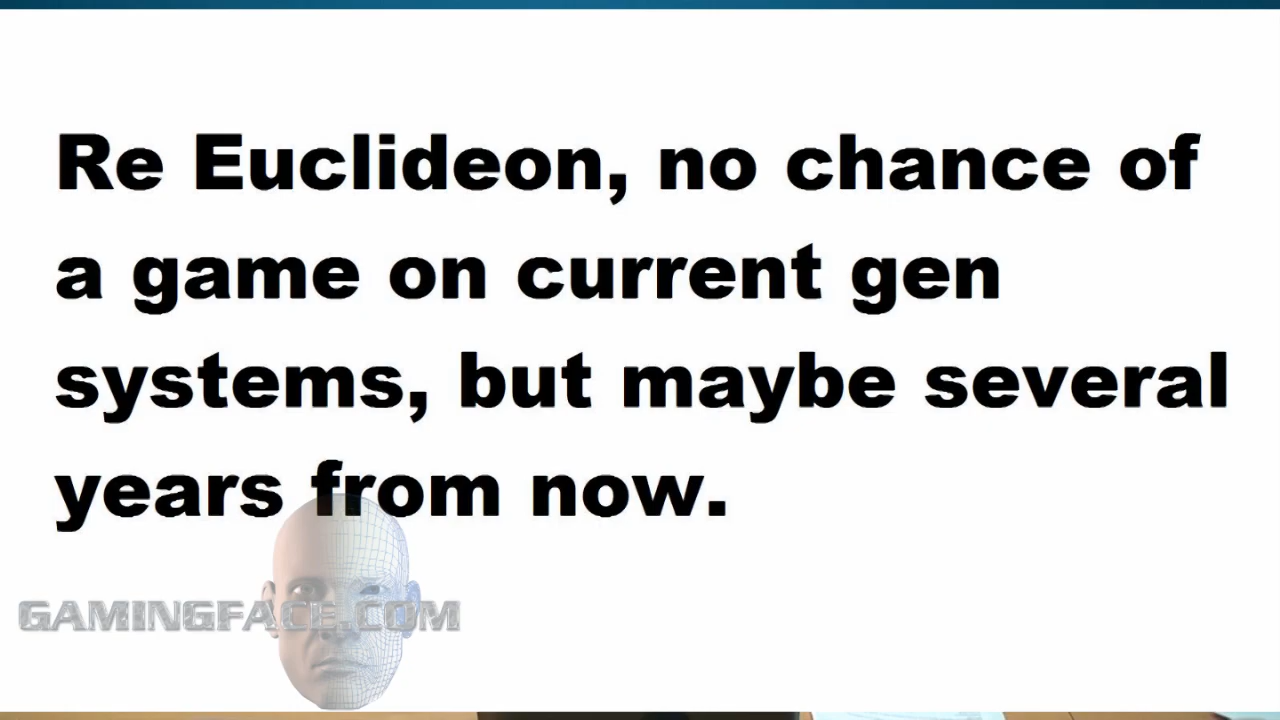 Re Euclideon, no chance of
a game on current gen
systems, but maybe several
years from now.
GAMINGFACE.COM